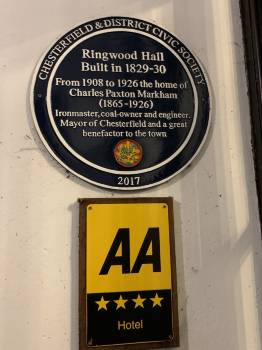 CHESTERFIELD & DISTRICT CIVIC SOCIETY
Ringwood Hall
Built in 1829-30
From 1908 to 1926 the home of
Charles Paxton Markham
(1865-1926)
Ironmaster, coal-owner and engineer.
Mayor of Chesterfield and a great
benefactor to the town
2017
AA
Hotel